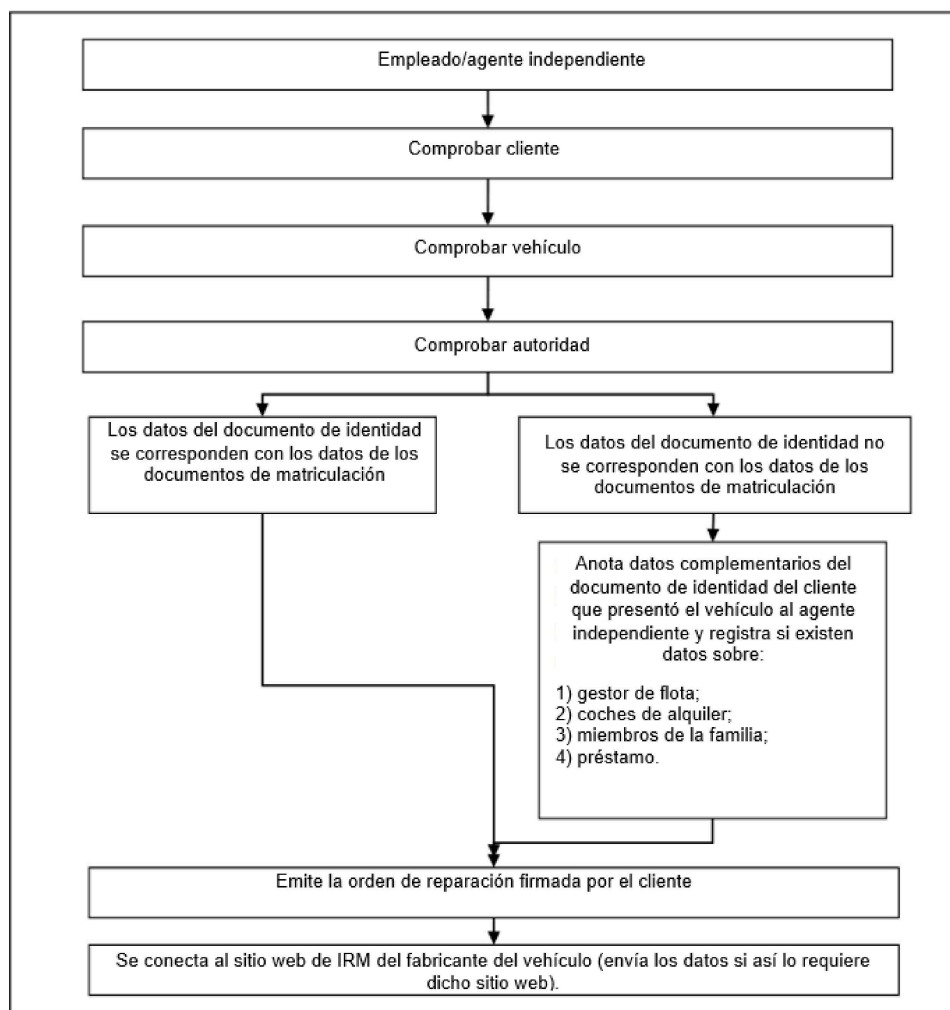 Empleado/agente independiente
Comprobar cliente
Comprobar vehículo
Comprobar autoridad
Los datos del documento de identidad
se corresponden con los datos de los
documentos de matriculación
Los datos del documento de identidad no
se corresponden con los datos de los
documentos de matriculación
Anota datos complementarios del
documento de identidad del cliente
que presentó el vehículo al agente
independiente y registra si existen
datos sobre:
1) gestor de flota;
2) coches de alquiler;
3) miembros de la familia;
4) préstamo.
Emite la orden de reparación firmada por el cliente
Se conecta al sitio web de IRM del fabricante del vehículo (envía los datos si así lo requiere
dicho sitio web).